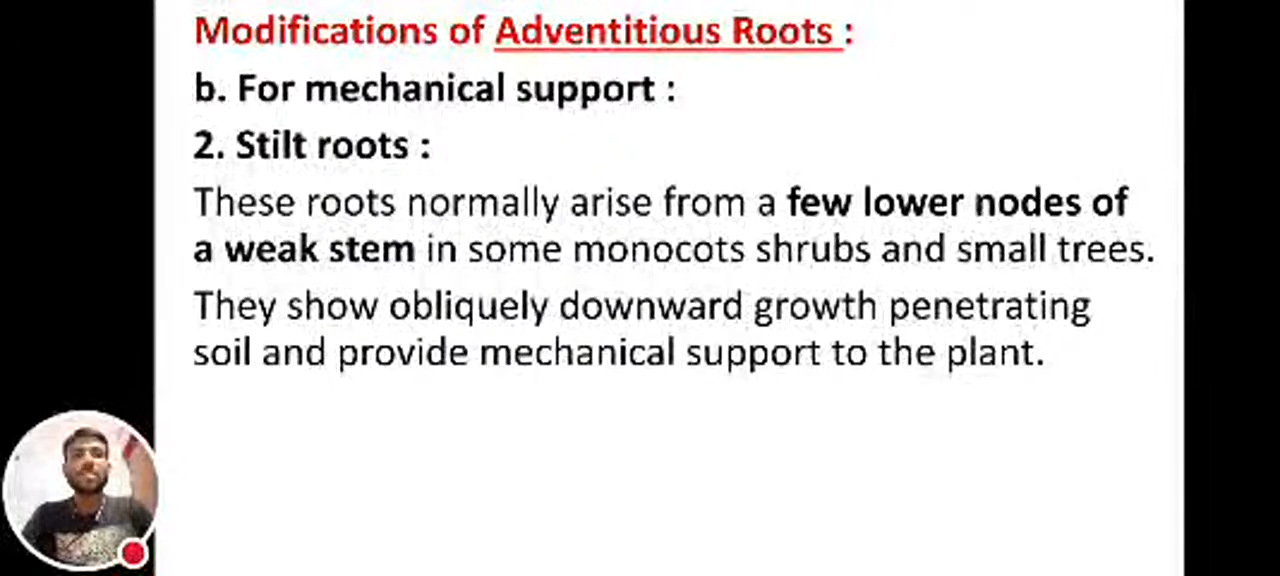 Modifications of Adventitious Roots :
b. For mechanical support :
2. Stilt roots :
These roots normally arise from a few lower nodes of
a weak stem in some monocots shrubs and small trees.
They show obliquely downward growth penetrating
soil and provide mechanical support to the plant.